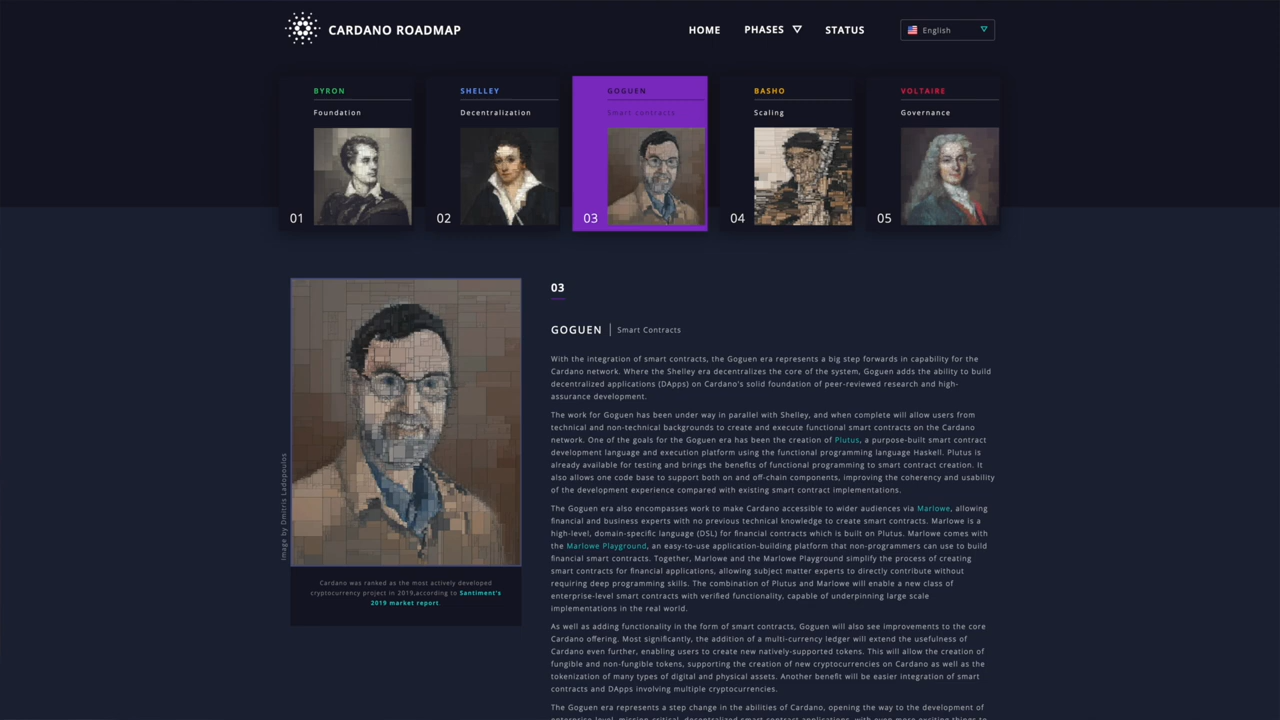 CARDANO ROADMAP
HOME
PHASES
STATUS
English
BYRON
Foundation
01
SHELLEY
Decentralization
02
GOGUEN
Smart contracts
03
BASHO
Scaling
04
VOLTAIRE
Governance
05
Image by Dmitris Ladopoulos
Cardano was ranked as the most actively developed
cryptocurrency project in 2019,according to Santiment's
2019 market report.
03
GOGUEN | Smart Contracts
With the integration of smart contracts, the Goguen era represents a big step forwards in capability for the
Cardano network. Where the Shelley era decentralizes the core of the system, Goguen adds the ability to build
decentralized applications (DApps) on Cardano's solid foundation of peer-reviewed research and high-
assurance development.
The work for Goguen has been under way in parallel with Shelley, and when complete will allow users from
technical and non-technical backgrounds to create and execute functional smart contracts on the Cardano
network. One of the goals for the Goguen era has been the creation of Plutus, a purpose-built smart contract
development language and execution platform using the functional programming language Haskell. Plutus is
already available for testing and brings the benefits of functional programming to smart contract creation. It
also allows one code base to support both on and off-chain components, improving the coherency and usability
of the development experience compared with existing smart contract implementations.
The Goguen era also encompasses work to make Cardano accessible to wider audiences via Marlowe, allowing
financial and business experts with no previous technical knowledge to create smart contracts. Marlowe is a
high-level, domain-specific language (DSL) for financial contracts which is built on Plutus. Marlowe comes with
the Marlowe Playground, an easy-to-use application-building platform that non-programmers can use to build
financial smart contracts. Together, Marlowe and the Marlowe Playground simplify the process of creating
smart contracts for financial applications, allowing subject matter experts to directly contribute without
requiring deep programming skills. The combination of Plutus and Marlowe will enable a new class of
enterprise-level smart contracts with verified functionality, capable of underpinning large scale
implementations in the real world.
As well as adding functionality in the form of smart contracts, Goguen will also see improvements to the core
Cardano offering. Most significantly, the addition of a multi-currency ledger will extend the usefulness of
Cardano even further, enabling users to create new natively-supported tokens. This will allow the creation of
fungible and non-fungible tokens, supporting the creation of new cryptocurrencies on Cardano as well as the
tokenization of many types of digital and physical assets. Another benefit will be easier integration of smart
contracts and DApps involving multiple cryptocurrencies.
The Goguen era represents a step change in the abilities of Cardano, opening the way to the development of
enterprise-level, mission-critical, decentralized smart contract applications, with even more exciting things to